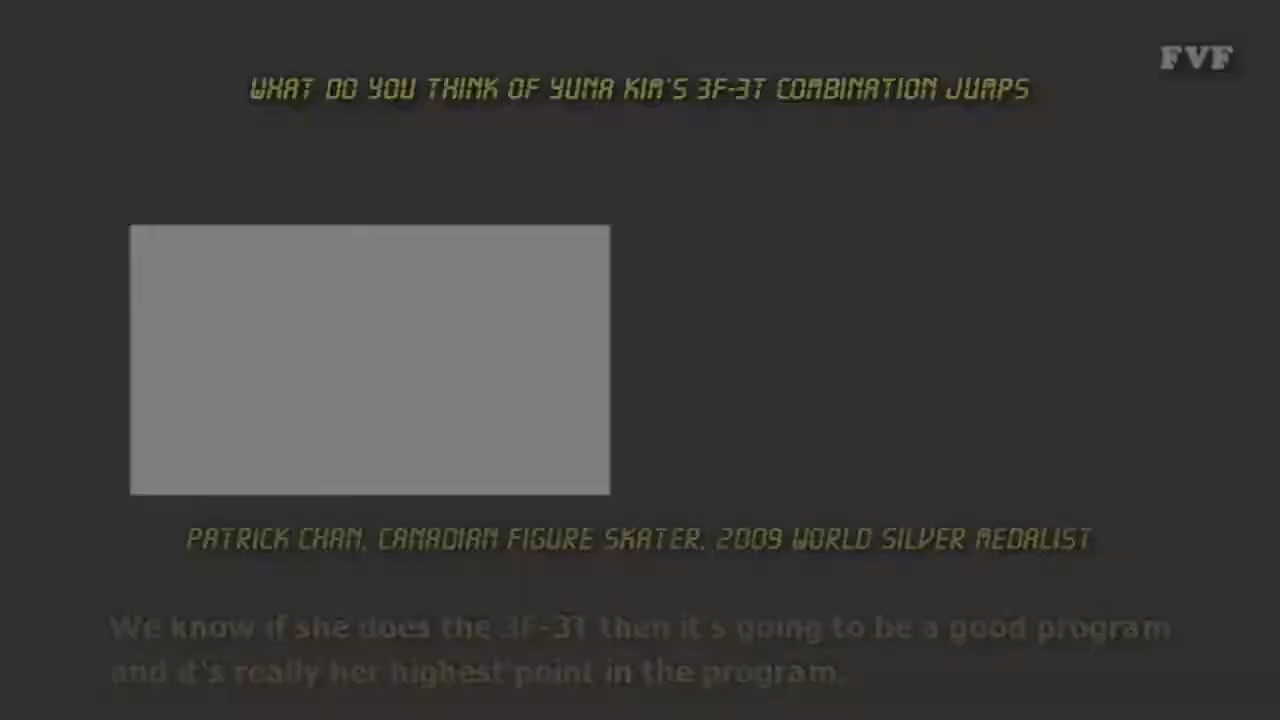 FVF
WHAT DO YOU THINK OF YUNA KIM'S 3F-3T COMBINATION JUMPS
PATRICK CHAN, CANADIAN FIGURE SKATER, 2009 WORLD SILVER MEDALIST
We know if she does the 3F-3T then it's going to be a good program
and it's really her highest point in the program.